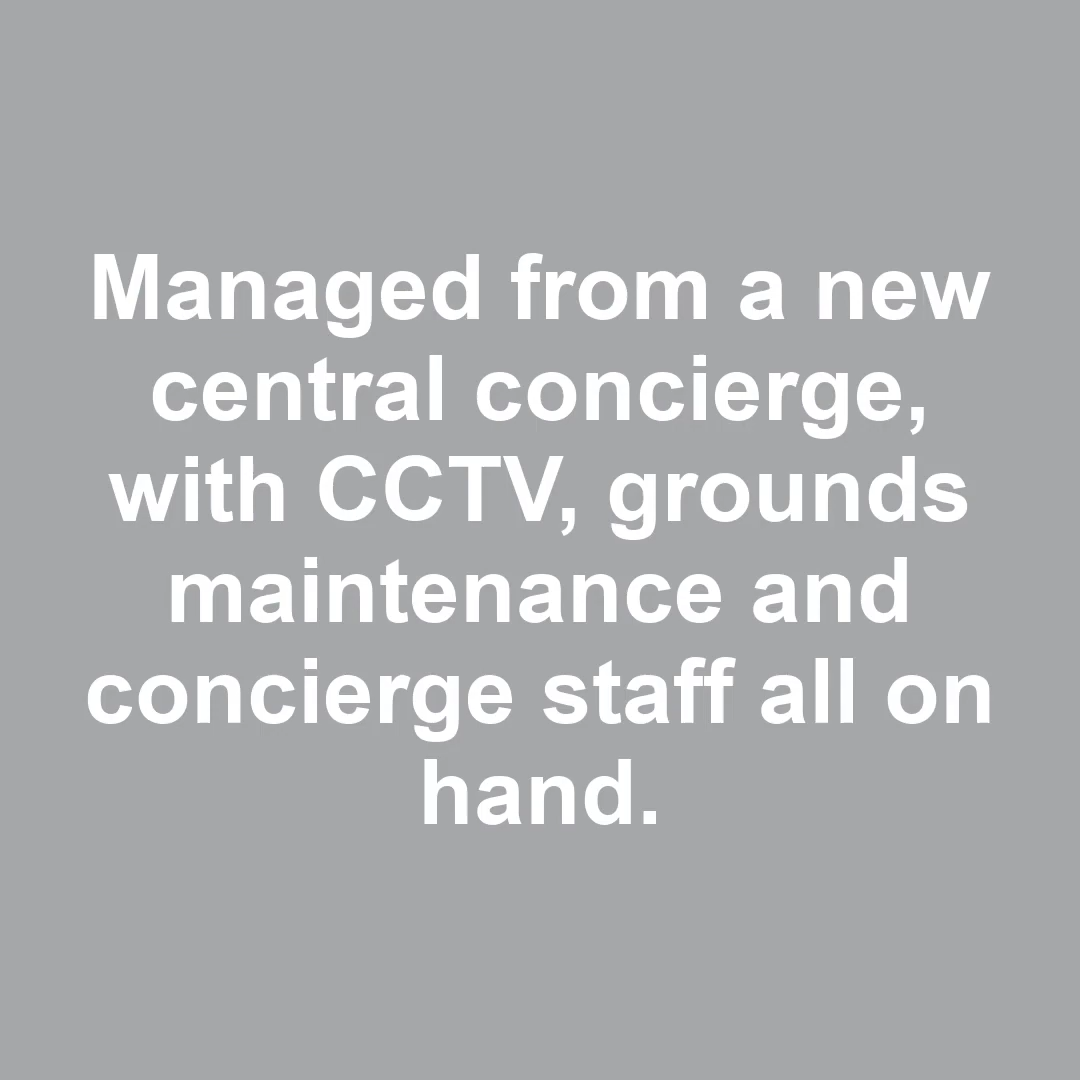 Managed from a new
central concierge,
with CCTV, grounds
maintenance and
concierge staff all on
hand.